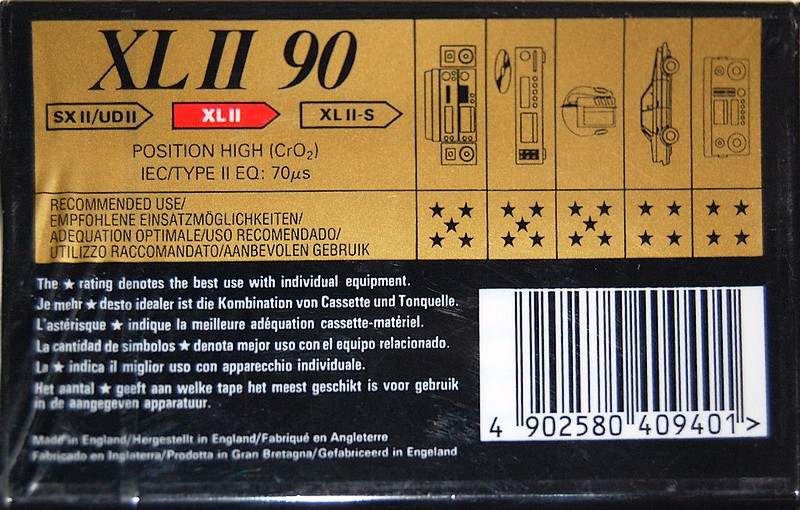 XL II 90
SX II/UD II
XL II
XL II-S
POSITION HIGH (CrO₂)
IEC/TYPE II EQ: 70µs
RECOMMENDED USE/
EMPFOHLENE EINSATZMÖGLICHKEITEN/
ADEQUATION OPTIMALE/USO RECOMENDADO/
UTILIZZO RACCOMANDATO/AANBEVOLEN GEBRUIK
The ★ rating denotes the best use with individual equipment.
Je mehr ★ desto idealer ist die Kombination von Cassette und Tonquelle.
L'astérisque ★ indique la meilleure adéquation cassette-matériel.
La cantidad de simbolos ★ denota mejor uso con el equipo relacionado.
La ★ indica il miglior uso con apparecchio individuale.
Het aantal ★ geeft aan welke tape het meest geschikt is voor gebruik
in de aangegeven apparatuur.
Made in England/Hergestellt in England/Fabriqué en Angleterre
Fabricado en Inglaterra/Prodotta in Gran Bretagna/Gefabriceerd in Engeland
4 902580 409401 >